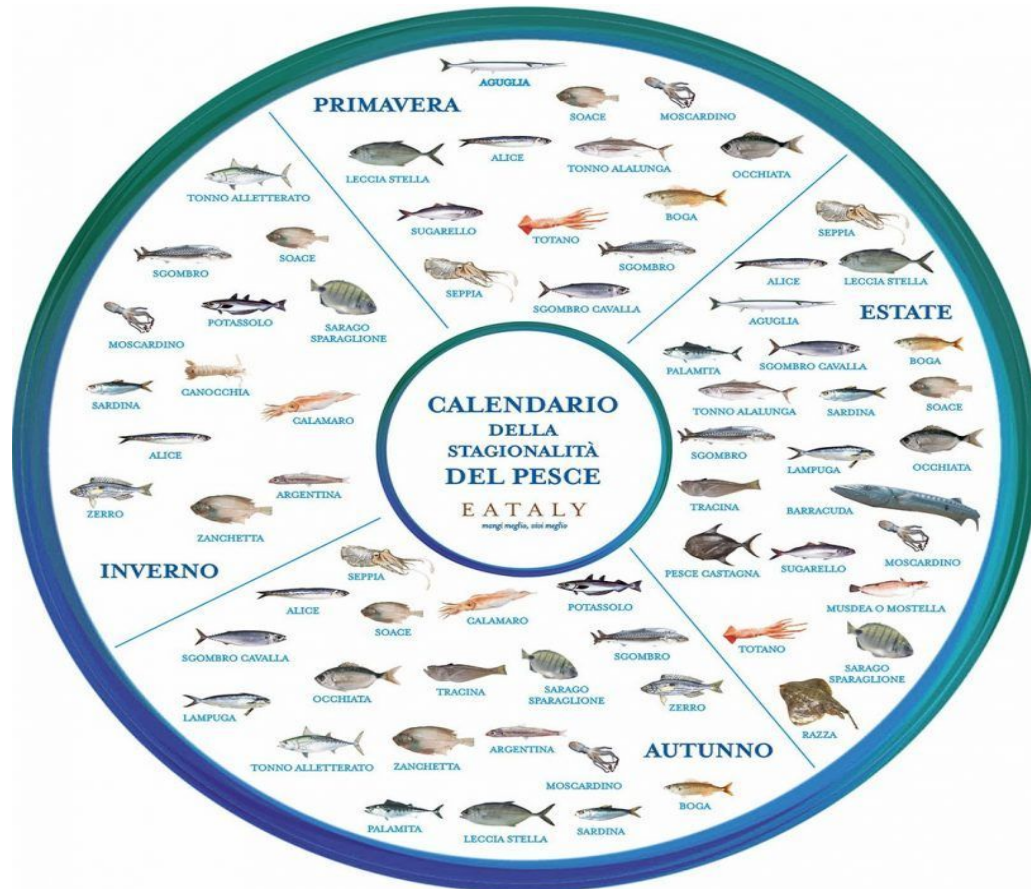 AGUGLIA
PRIMAVERA
SOACE
MOSCARDINO
LECCIA STELLA
ALICE
TONNO ALALUNGA
OCCHIATA
SUGARELLO
TOTANO
BOGA
SEPPIA
SGOMBRO
SGOMBRO CAVALLA
SEPPIA
ALICE
LECCIA STELLA
AGUGLIA
ESTATE
PALAMITA
SGOMBRO CAVALLA
BOGA
TONNO ALALUNGA
SARDINA
SOACE
SGOMBRO
LAMPUGA
OCCHIATA
TRACINA
BARRACUDA
MOSCARDINO
PESCE CASTAGNA
SUGARELLO
MUSDEA O MOSTELLA
TOTANO
SARAGO
SPARAGLIONE
RAZZA
CALENDARIO
DELLA
STAGIONALITÀ
DEL PESCE
EATALY
mangi meglio, vivi meglio
TONNO ALLETTERATO
SGOMBRO
SOACE
MOSCARDINO
POTASSOLO
SARAGO
SPARAGLIONE
SARDINA
CANOCCHIA
CALAMARO
ALICE
ZERRO
ARGENTINA
ZANCHETTA
INVERNO
SEPPIA
ALICE
SOACE
CALAMARO
POTASSOLO
SGOMBRO CAVALLA
OCCHIATA
TRACINA
SARAGO
SPARAGLIONE
SGOMBRO
ZERRO
LAMPUGA
TONNO ALLETTERATO
ZANCHETTA
ARGENTINA
MOSCARDINO
AUTUNNO
PALAMITA
LECCIA STELLA
SARDINA
BOGA